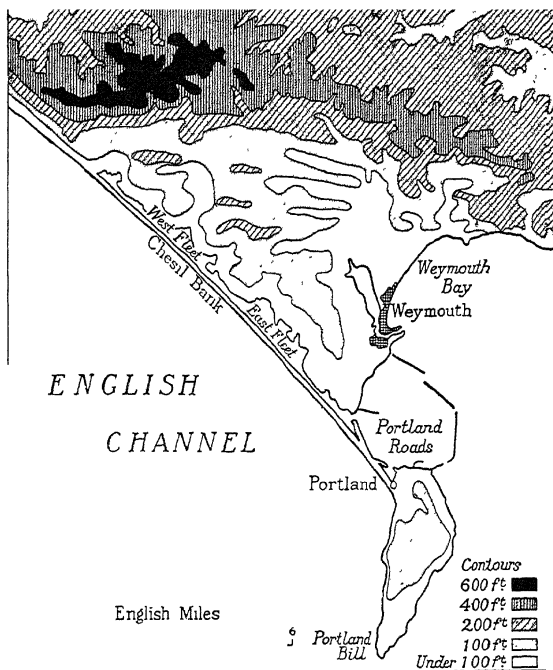 West Fleet
Chesil Bank
East Fleet
Weymouth
Bay
Weymouth
ENGLISH
CHANNEL
Portland
Roads
Portland
English Miles
6
Portland
Bill
Contours
600 ft
400 ft
200 ft
100 ft
Under 100 ft